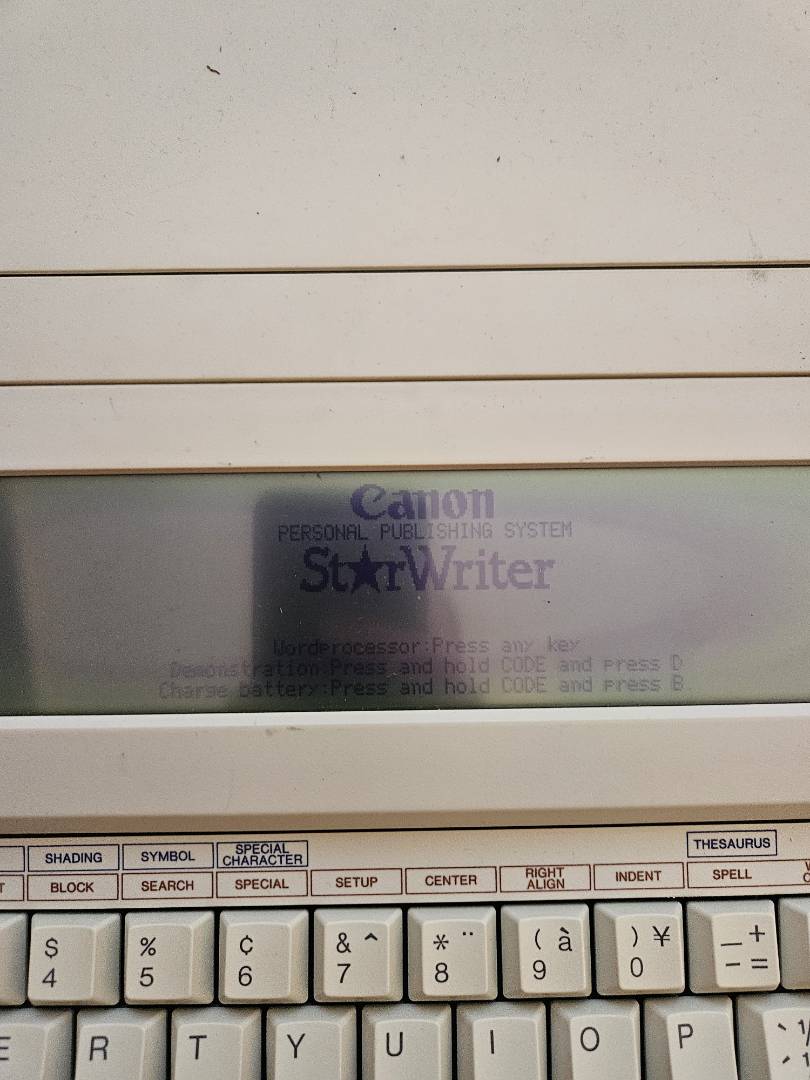 Canon
PERSONAL PUBLISHING SYSTEM
St★rWriter
Wordprocessor:Press any key
Demonstration:Press and hold CODE and press D
Charge battery:Press and hold CODE and press B
SHADING SYMBOL SPECIAL CHARACTER THESAURUS
BLOCK SEARCH SPECIAL SETUP CENTER RIGHT ALIGN INDENT SPELL
$ % ¢ & ^ * ¨ ( à ) ¥ _ +
4 5 6 7 8 9 0 - =
E R T Y U I O P